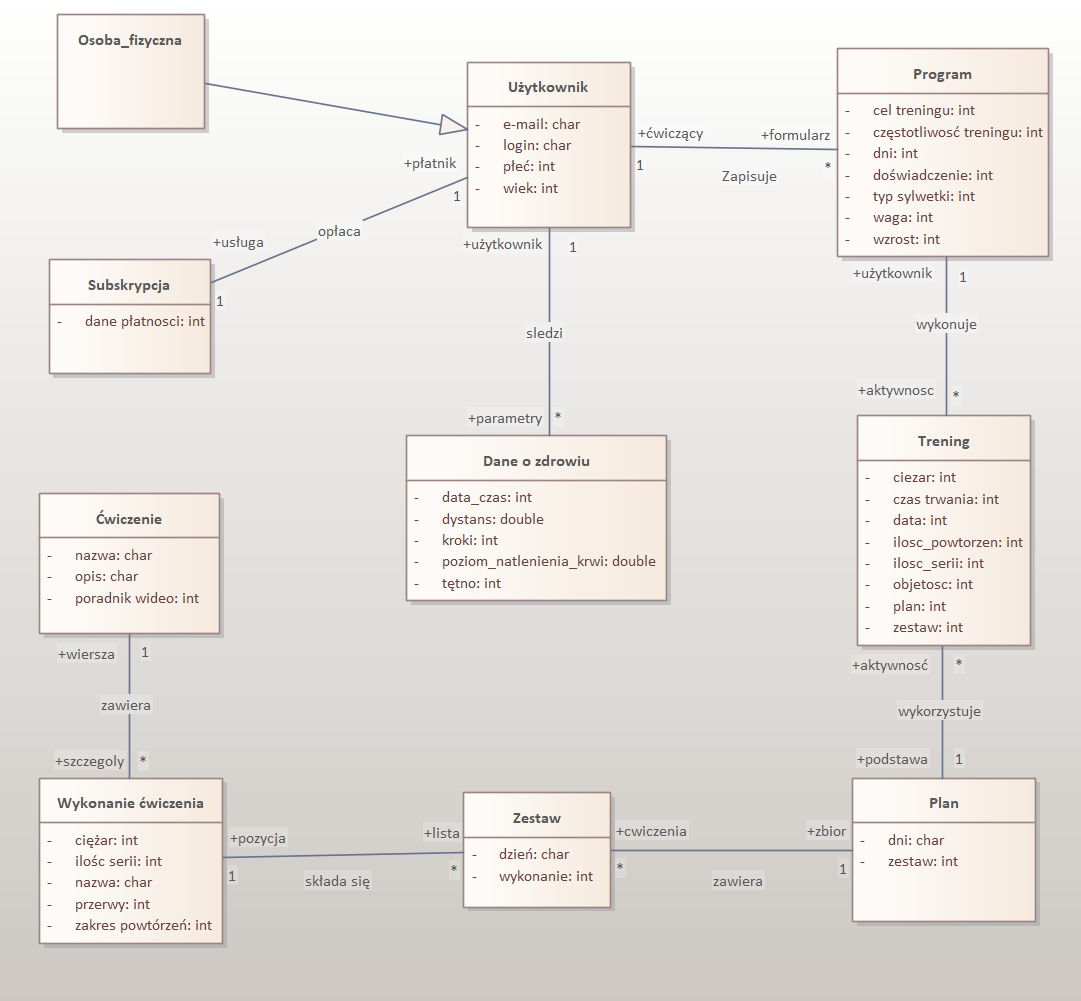 Osoba_fizyczna
Użytkownik
- e-mail: char
- login: char
- płeć: int
- wiek: int
Program
- cel treningu: int
- częstotliwosć treningu: int
- dni: int
- doświadczenie: int
- typ sylwetki: int
- waga: int
- wzrost: int
+ćwiczący
1
+formularz
*
Zapisuje
+płatnik
1
opłaca
+usługa
1
Subskrypcja
- dane płatnosci: int
+użytkownik
1
sledzi
+parametry
*
+użytkownik
1
wykonuje
+aktywnosc
*
Dane o zdrowiu
- data_czas: int
- dystans: double
- kroki: int
- poziom_natlenienia_krwi: double
- tętno: int
Trening
- ciezar: int
- czas trwania: int
- data: int
- ilosc_powtorzen: int
- ilosc_serii: int
- objetosc: int
- plan: int
- zestaw: int
Ćwiczenie
- nazwa: char
- opis: char
- poradnik wideo: int
+wiersza
1
zawiera
+szczegoly
*
+aktywność
*
wykorzystuje
+podstawa
1
Wykonanie ćwiczenia
- ciężar: int
- ilośc serii: int
- nazwa: char
- przerwy: int
- zakres powtórzeń: int
+pozycja
1
składa się
+lista
*
Zestaw
- dzień: char
- wykonanie: int
+cwiczenia
*
zawiera
+zbior
1
Plan
- dni: char
- zestaw: int